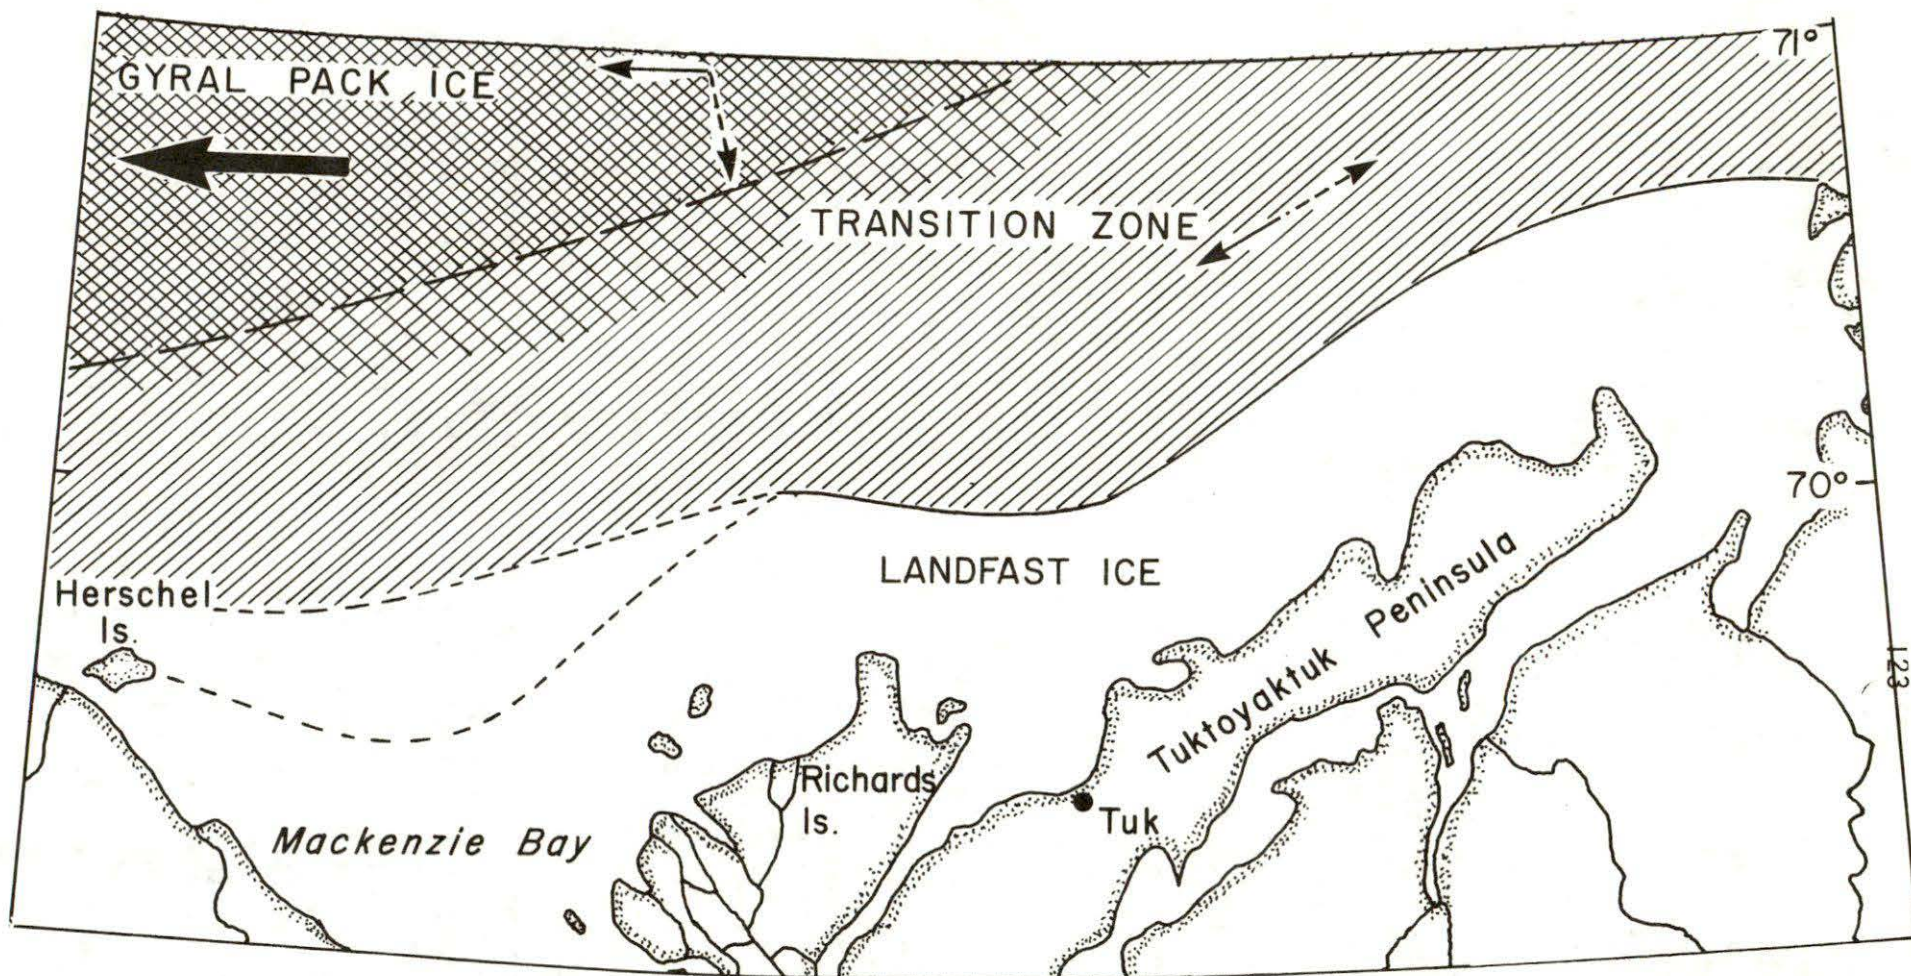 71°
GYRAL PACK ICE
TRANSITION ZONE
70°
LANDFAST ICE
Herschel
Is.
Tuktoyaktuk Peninsula
123
Richards
Is.
Tuk
Mackenzie Bay